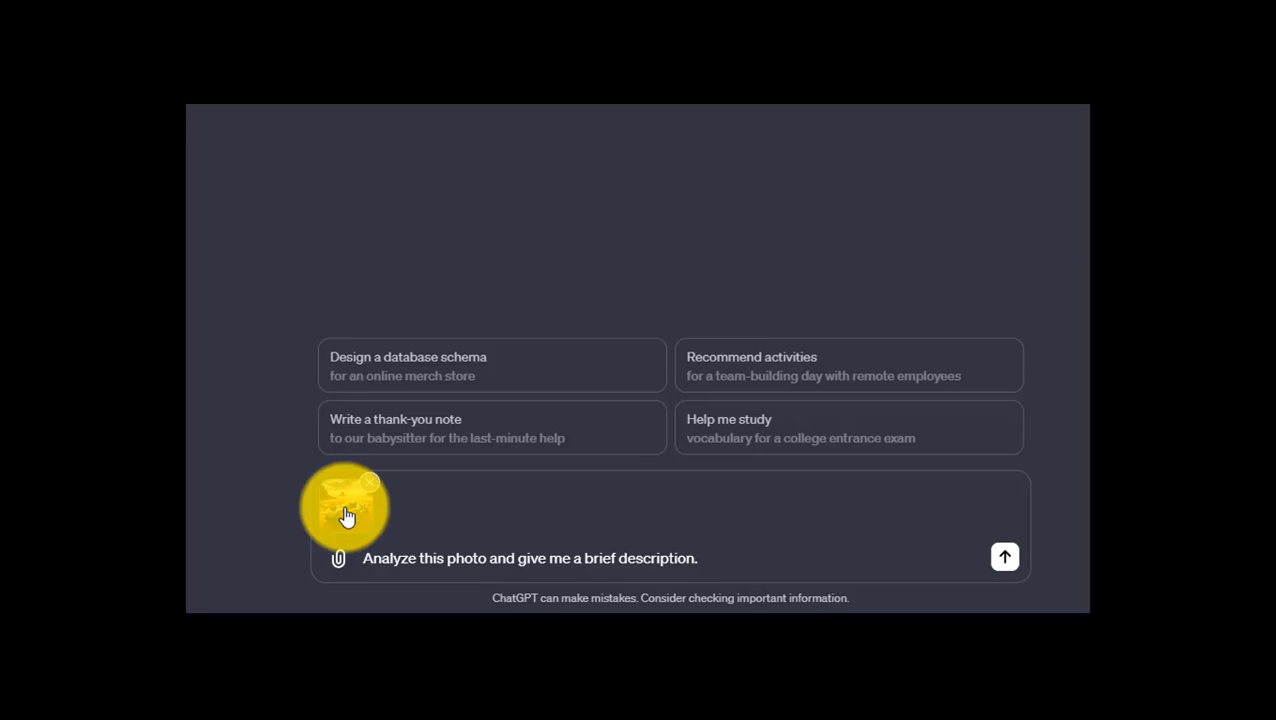 Design a database schema
for an online merch store
Recommend activities
for a team-building day with remote employees
Write a thank-you note
to our babysitter for the last-minute help
Help me study
vocabulary for a college entrance exam
Analyze this photo and give me a brief description.
ChatGPT can make mistakes. Consider checking important information.